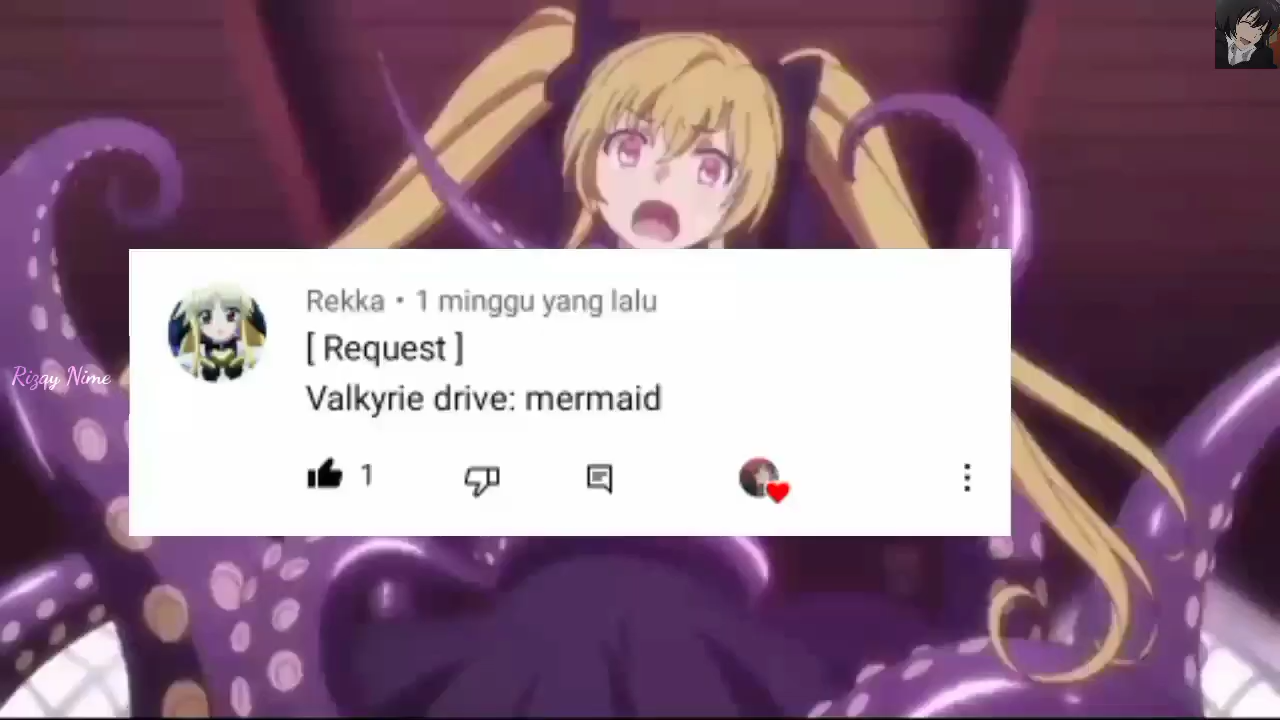 Rekka • 1 minggu yang lalu
[ Request ]
Valkyrie drive: mermaid
1
Rizqy Nime